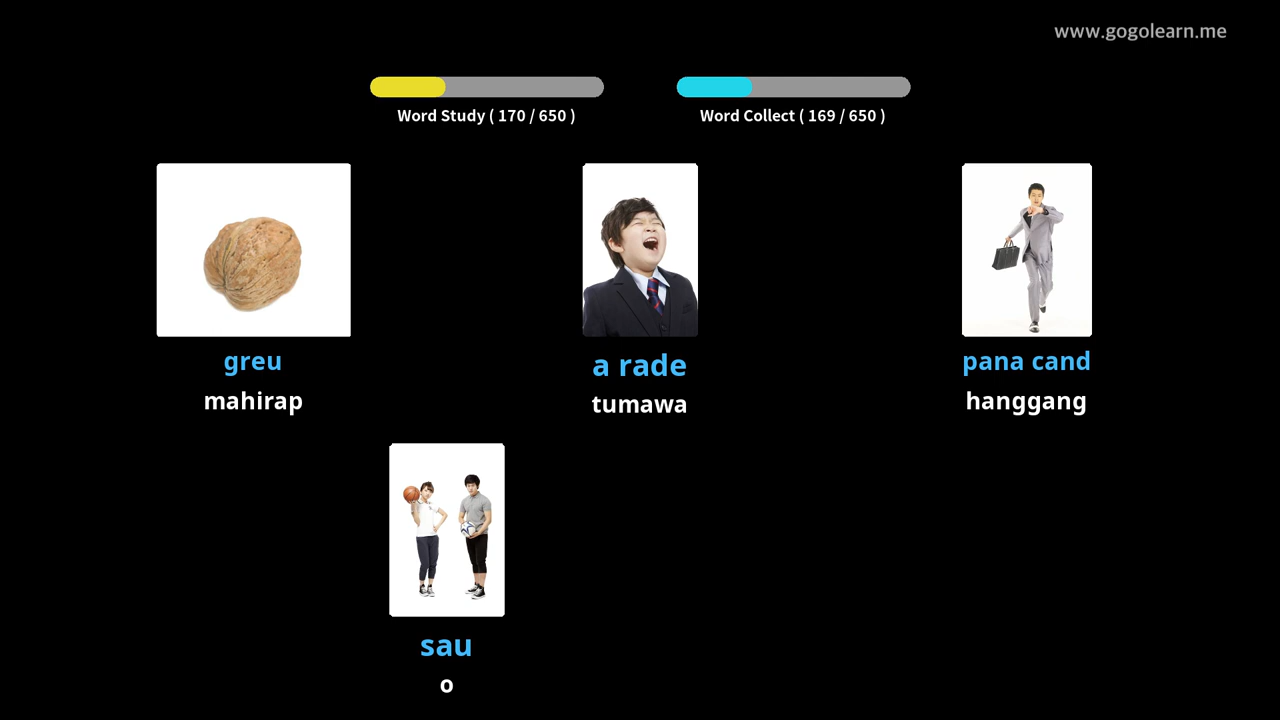 www.gogolearn.me
Word Study ( 170 / 650 )
Word Collect ( 169 / 650 )
greu
mahirap
a rade
tumawa
pana cand
hanggang
sau
o